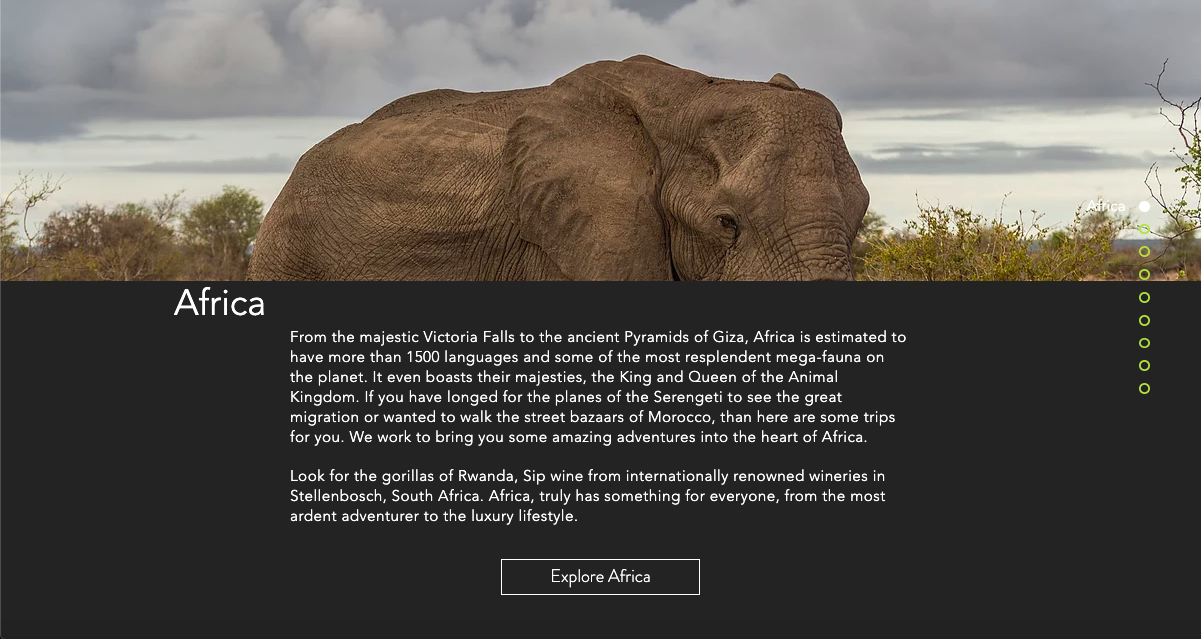 Africa
Africa
From the majestic Victoria Falls to the ancient Pyramids of Giza, Africa is estimated to
have more than 1500 languages and some of the most resplendent mega-fauna on
the planet. It even boasts their majesties, the King and Queen of the Animal
Kingdom. If you have longed for the planes of the Serengeti to see the great
migration or wanted to walk the street bazaars of Morocco, than here are some trips
for you. We work to bring you some amazing adventures into the heart of Africa.
Look for the gorillas of Rwanda, Sip wine from internationally renowned wineries in
Stellenbosch, South Africa. Africa, truly has something for everyone, from the most
ardent adventurer to the luxury lifestyle.
Explore Africa